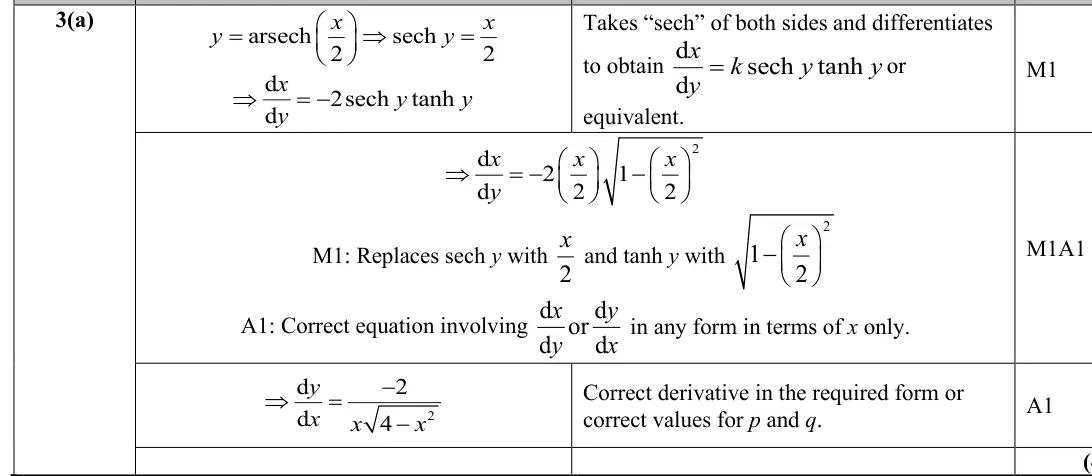 3(a)
y = arsech(x/2) ⇒ sech y = x/2
⇒ dx/dy = −2 sech y tanh y
Takes “sech” of both sides and differentiates
to obtain dx/dy = k sech y tanh y or
equivalent.
M1
⇒ dx/dy = −2(x/2)√(1−(x/2)²)
M1: Replaces sech y with x/2 and tanh y with √(1−(x/2)²)
A1: Correct equation involving dx/dy or dy/dx in any form in terms of x only.
M1A1
⇒ dy/dx = −2/(x√(4−x²))
Correct derivative in the required form or
correct values for p and q.
A1
(